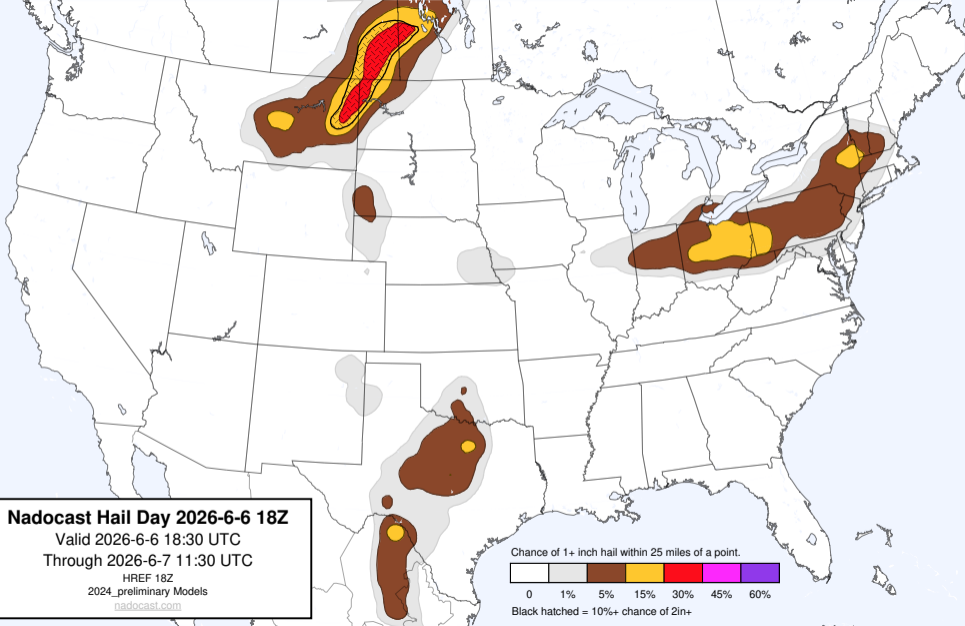 Nadocast Hail Day 2026-6-6 18Z
Valid 2026-6-6 18:30 UTC
Through 2026-6-7 11:30 UTC
HREF 18Z
2024_preliminary Models
nadocast.com
Chance of 1+ inch hail within 25 miles of a point.
0 1% 5% 15% 30% 45% 60%
Black hatched = 10%+ chance of 2in+